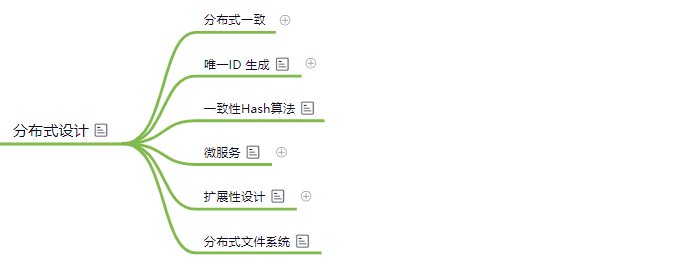 分布式一致
唯一ID 生成
一致性Hash算法
分布式设计
微服务
扩展性设计
分布式文件系统